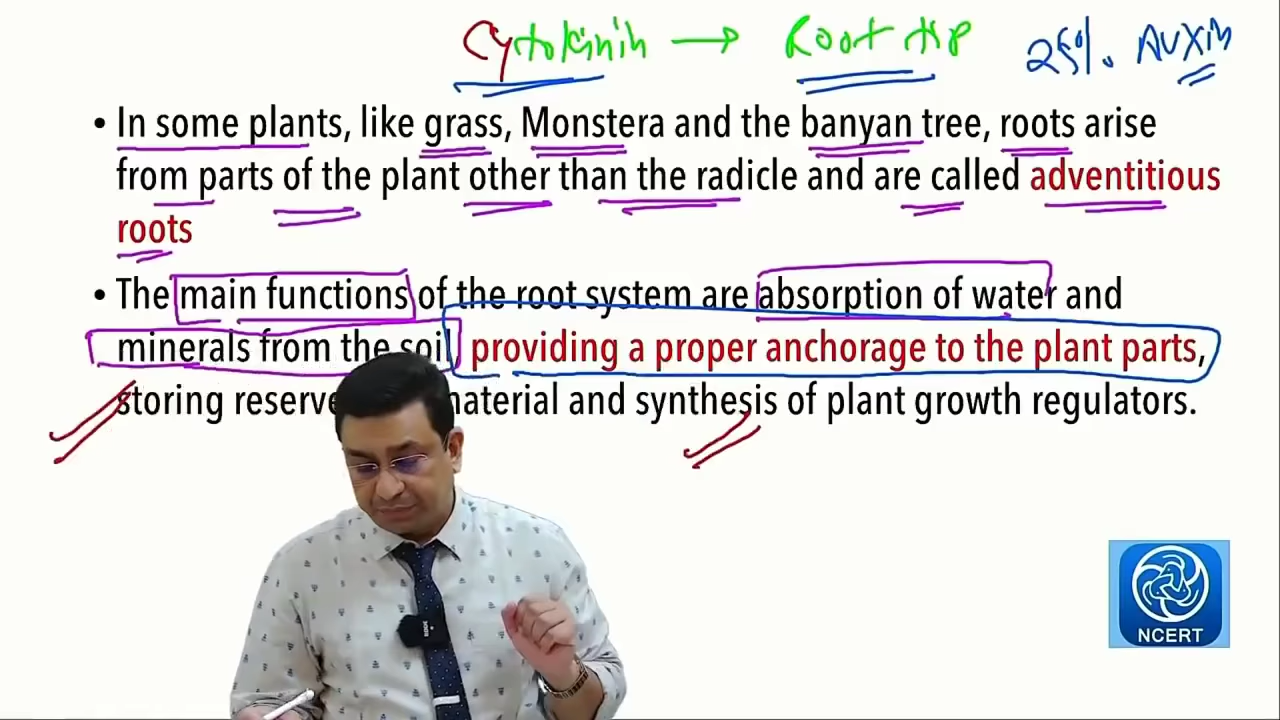 Cytokinin → Root tip 25% Auxin
• In some plants, like grass, Monstera and the banyan tree, roots arise
from parts of the plant other than the radicle and are called adventitious
roots
• The main functions of the root system are absorption of water and
minerals from the soil, providing a proper anchorage to the plant parts,
storing reserve material and synthesis of plant growth regulators.
NCERT